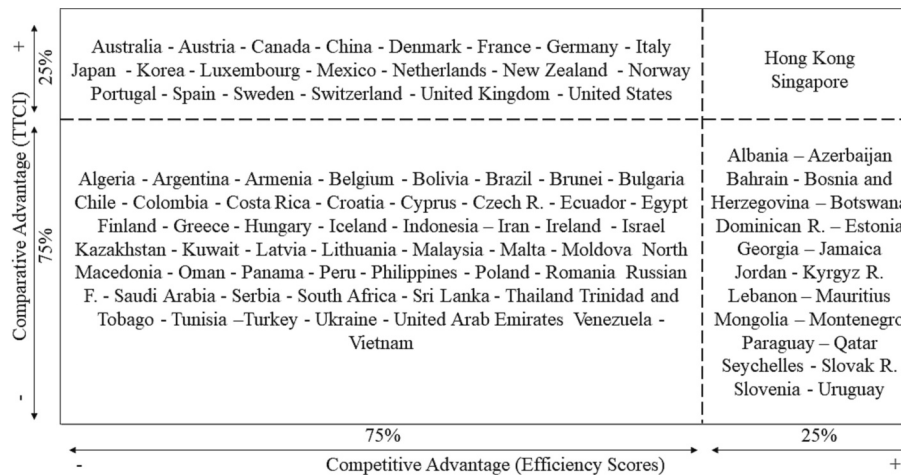 +
25%
Comparative Advantage (TTCI)
75%
-
Australia - Austria - Canada - China - Denmark - France - Germany - Italy
Japan - Korea - Luxembourg - Mexico - Netherlands - New Zealand - Norway
Portugal - Spain - Sweden - Switzerland - United Kingdom - United States
Hong Kong
Singapore
Algeria - Argentina - Armenia - Belgium - Bolivia - Brazil - Brunei - Bulgaria
Chile - Colombia - Costa Rica - Croatia - Cyprus - Czech R. - Ecuador - Egypt
Finland - Greece - Hungary - Iceland - Indonesia – Iran - Ireland - Israel
Kazakhstan - Kuwait - Latvia - Lithuania - Malaysia - Malta - Moldova North
Macedonia - Oman - Panama - Peru - Philippines - Poland - Romania Russian
F. - Saudi Arabia - Serbia - South Africa - Sri Lanka - Thailand Trinidad and
Tobago - Tunisia –Turkey - Ukraine - United Arab Emirates Venezuela -
Vietnam
Albania – Azerbaijan
Bahrain - Bosnia and
Herzegovina – Botswana
Dominican R. – Estonia
Georgia – Jamaica
Jordan - Kyrgyz R.
Lebanon – Mauritius
Mongolia – Montenegro
Paraguay – Qatar
Seychelles - Slovak R.
Slovenia - Uruguay
75%
25%
-
Competitive Advantage (Efficiency Scores)
+